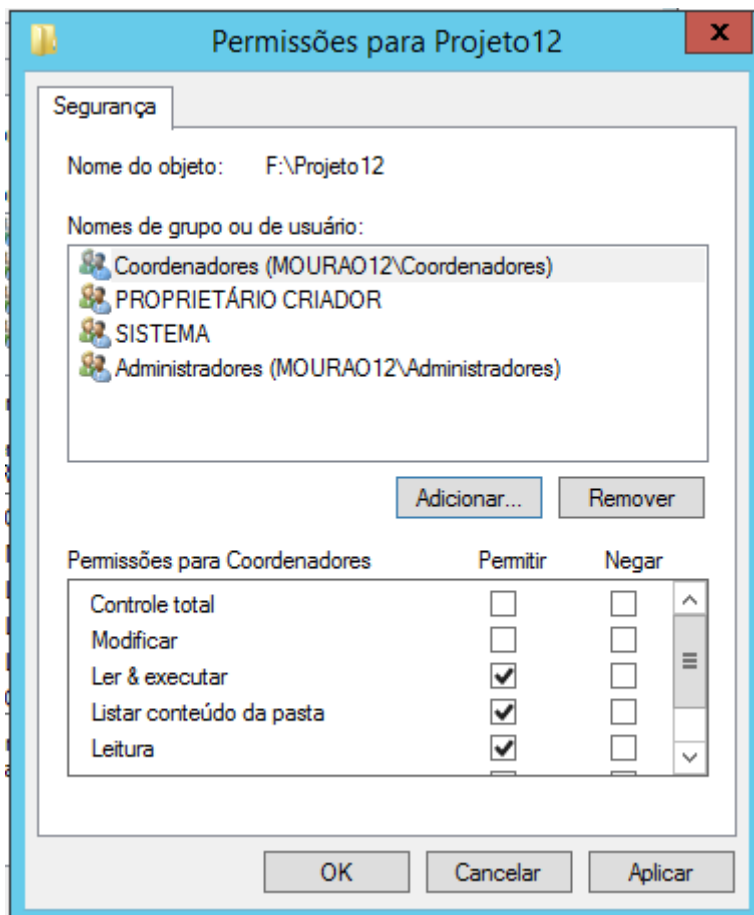 Permissões para Projeto12
x
Segurança
Nome do objeto: F:\Projeto12
Nomes de grupo ou de usuário:
Coordenadores (MOURAO12\Coordenadores)
PROPRIETÁRIO CRIADOR
SISTEMA
Administradores (MOURAO12\Administradores)
Adicionar... Remover
Permissões para Coordenadores Permitir Negar
Controle total
Modificar
Ler & executar
Listar conteúdo da pasta
Leitura
OK Cancelar Aplicar